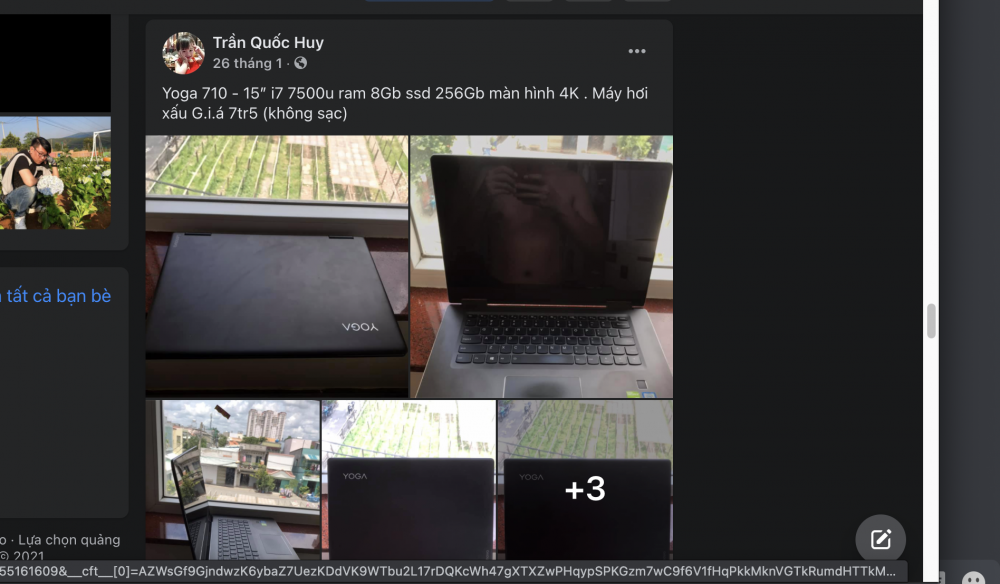 Trần Quốc Huy
26 tháng 1 ·
Yoga 710 - 15" i7 7500u ram 8Gb ssd 256Gb màn hình 4K . Máy hơi
xấu G.i.á 7tr5 (không sạc)
YOGA
tất cả bạn bè
YOGA
YOGA
+3
· Lựa chọn quảng
© 2021
55161609&__cft__[0]=AZWsGf9GjndwzK6ybaZ7UezKDdVK9WTbu2L17rDQKcWh47gXTXZwPHqypSPKGzm7wC9f6V1fHqPkkMknVGTkRumdHTTkM...